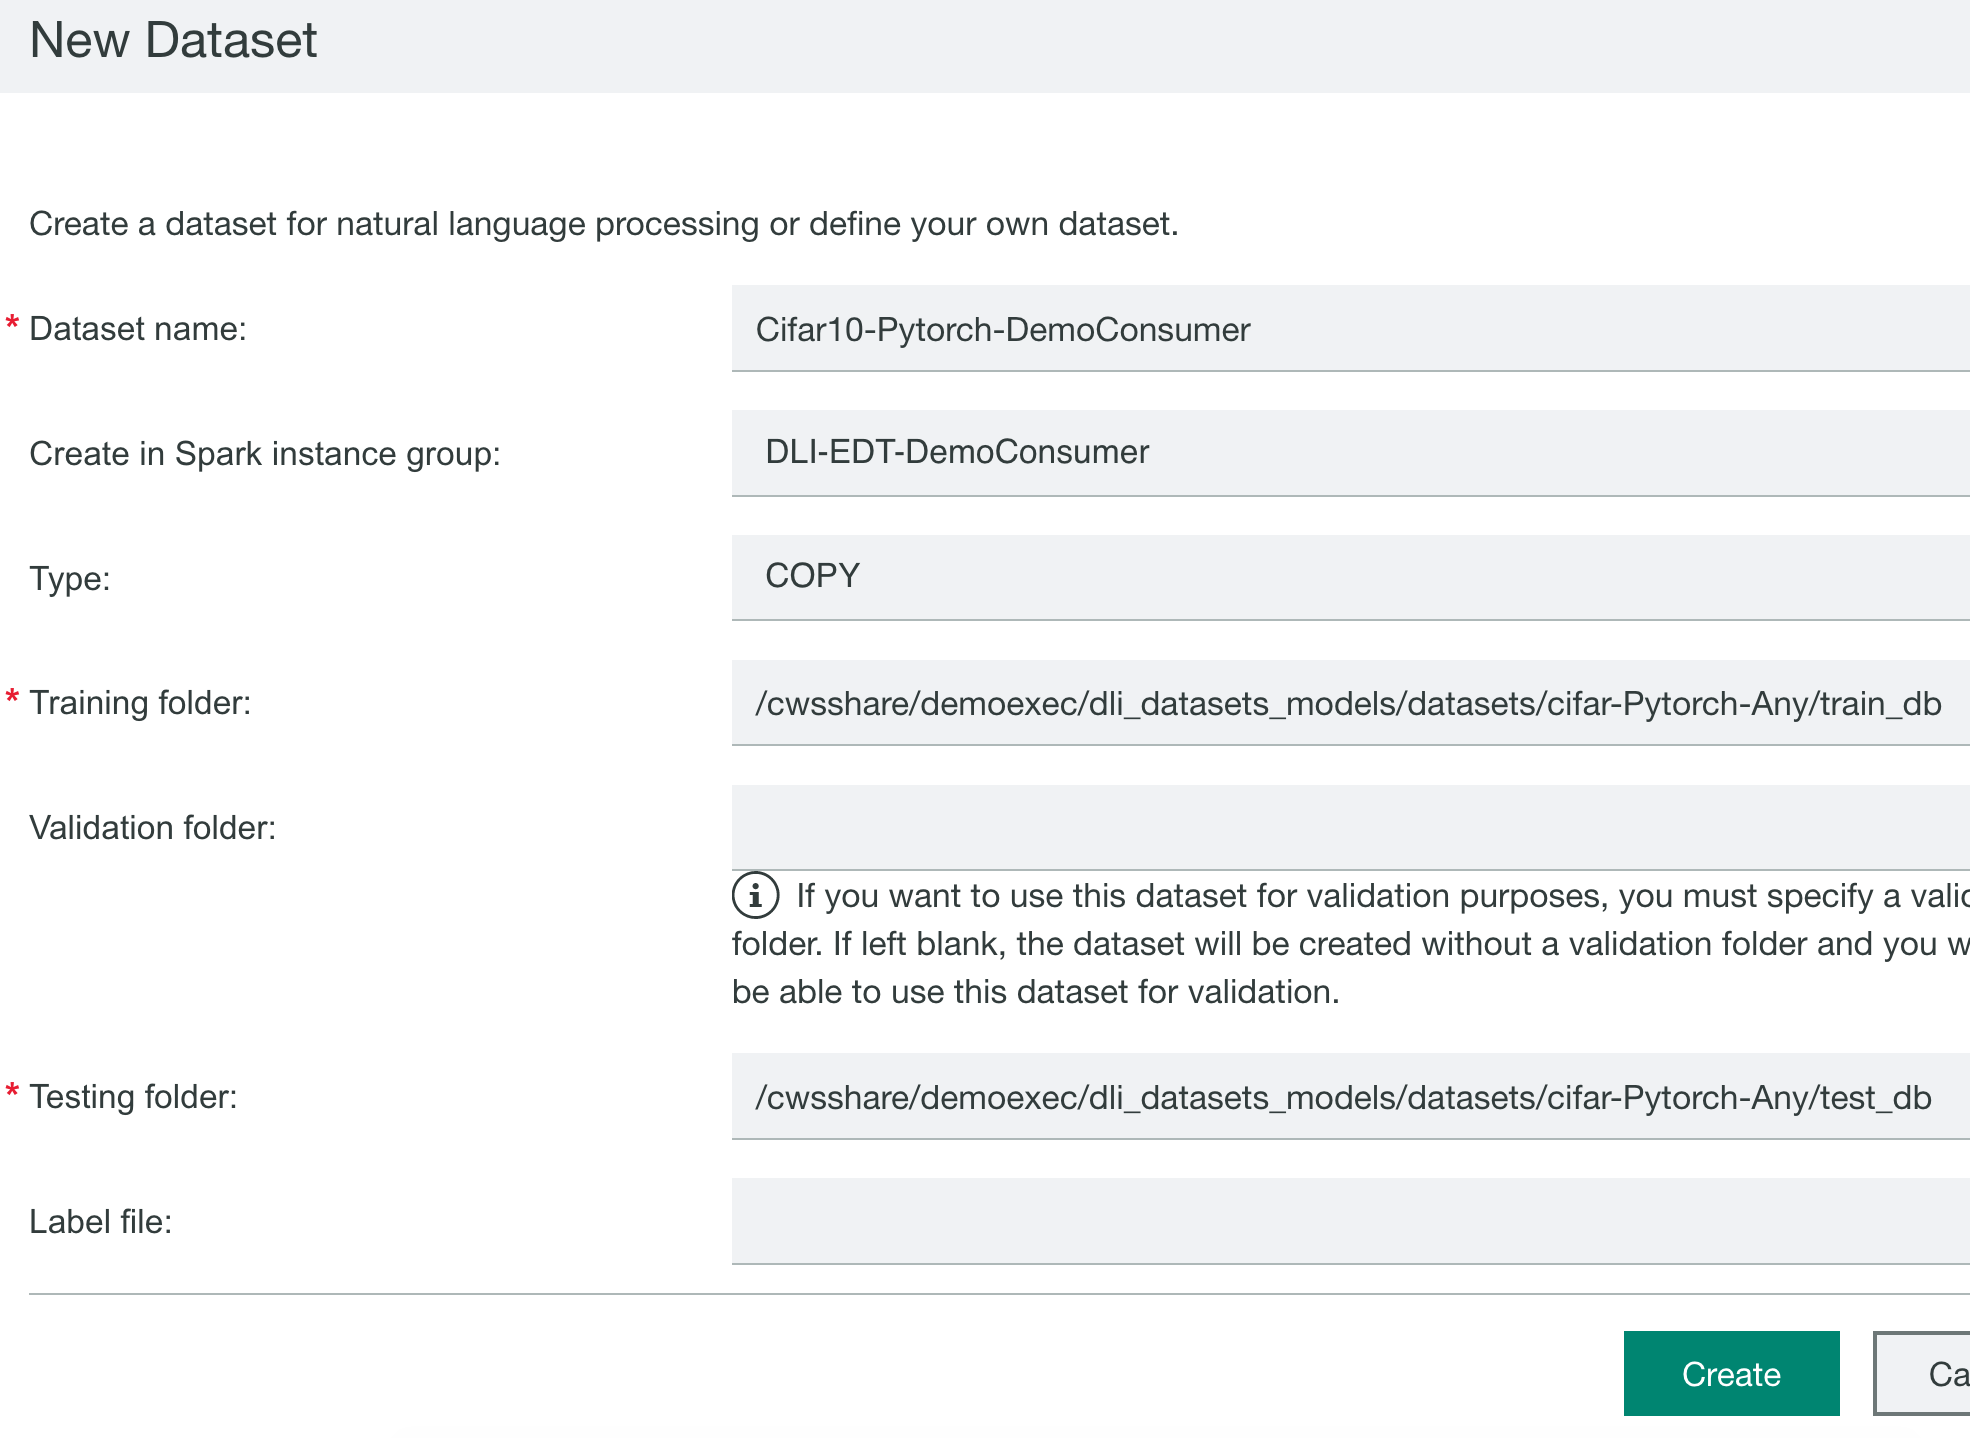 New Dataset
Create a dataset for natural language processing or define your own dataset.
* Dataset name: Cifar10-Pytorch-DemoConsumer
Create in Spark instance group: DLI-EDT-DemoConsumer
Type: COPY
* Training folder: /cwsshare/demoexec/dli_datasets_models/datasets/cifar-Pytorch-Any/train_db
Validation folder:
If you want to use this dataset for validation purposes, you must specify a
folder. If left blank, the dataset will be created without a validation folder and you
be able to use this dataset for validation.
* Testing folder: /cwsshare/demoexec/dli_datasets_models/datasets/cifar-Pytorch-Any/test_db
Label file:
Create